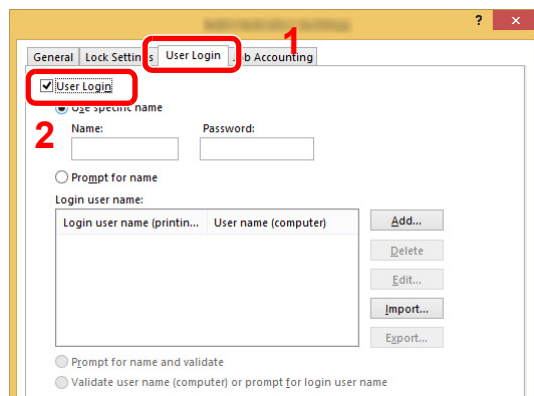 ? ×
1
General Lock Settings User Login Job Accounting
User Login
Use specific name
2
Name: Password:
Prompt for name
Login user name:
Login user name (printin... User name (computer)
Add...
Delete
Edit...
Import...
Export...
Prompt for name and validate
Validate user name (computer) or prompt for login user name